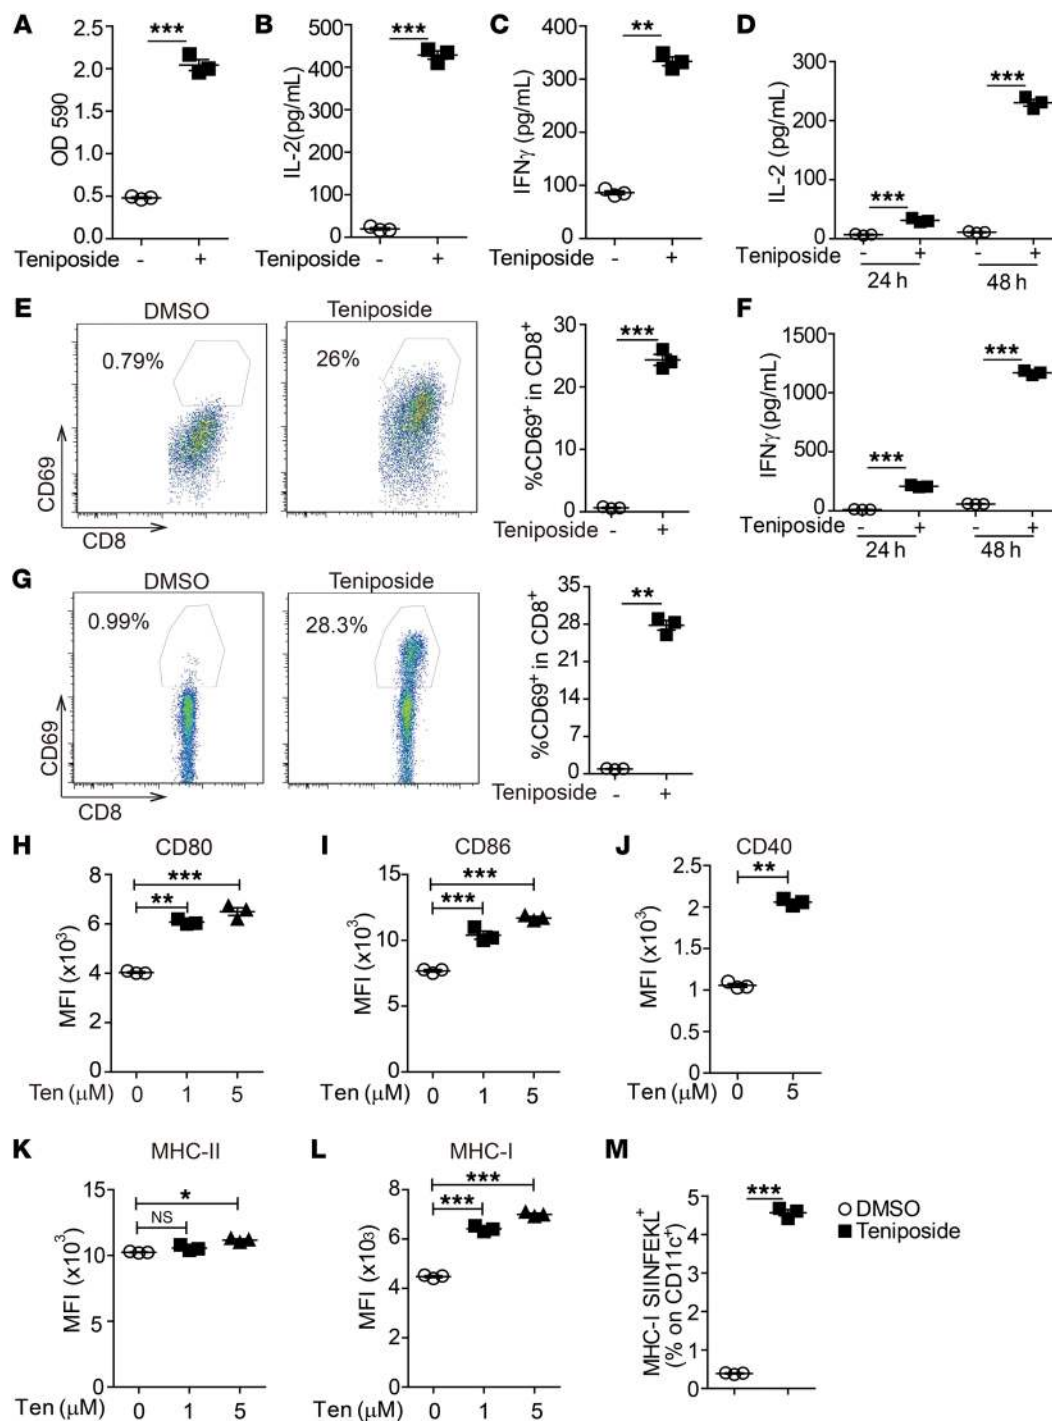 A
***
OD 590
2.5
2.0
1.5
1.0
0.5
0.0
Teniposide - +
B
***
IL-2(pg/mL)
500
400
300
200
100
0
- +
C
**
IFNγ (pg/mL)
400
300
200
100
0
Teniposide - +
D
***
***
IL-2 (pg/mL)
300
200
100
0
Teniposide - + - +
24 h 48 h
E
DMSO
0.79%
Teniposide
26%
CD69
CD8
***
%CD69⁺ in CD8⁺
30
20
10
0
Teniposide - +
F
***
***
IFNγ (pg/mL)
1500
1000
500
0
Teniposide - + - +
24 h 48 h
G
DMSO
0.99%
Teniposide
28.3%
CD69
CD8
**
%CD69⁺ in CD8⁺
35
28
21
14
7
0
Teniposide - +
H
CD80
***
**
MFI (x10³)
8
6
4
2
0
Ten (μM) 0 1 5
I
CD86
***
***
MFI (x10³)
15
10
5
0
0 1 5
J
CD40
**
MFI (x10³)
2.5
2
1.5
1
0.5
0
Ten (μM) 0 5
K
MHC-II
*
NS
MFI (x10³)
15
10
5
0
Ten (μM) 0 1 5
L
MHC-I
***
***
MFI (x10³)
8
6
4
2
0
Ten (μM) 0 1 5
M
***
MHC-I SIINFEKL⁺
(% on CD11c⁺)
5
4
3
2
1
0
DMSO
Teniposide